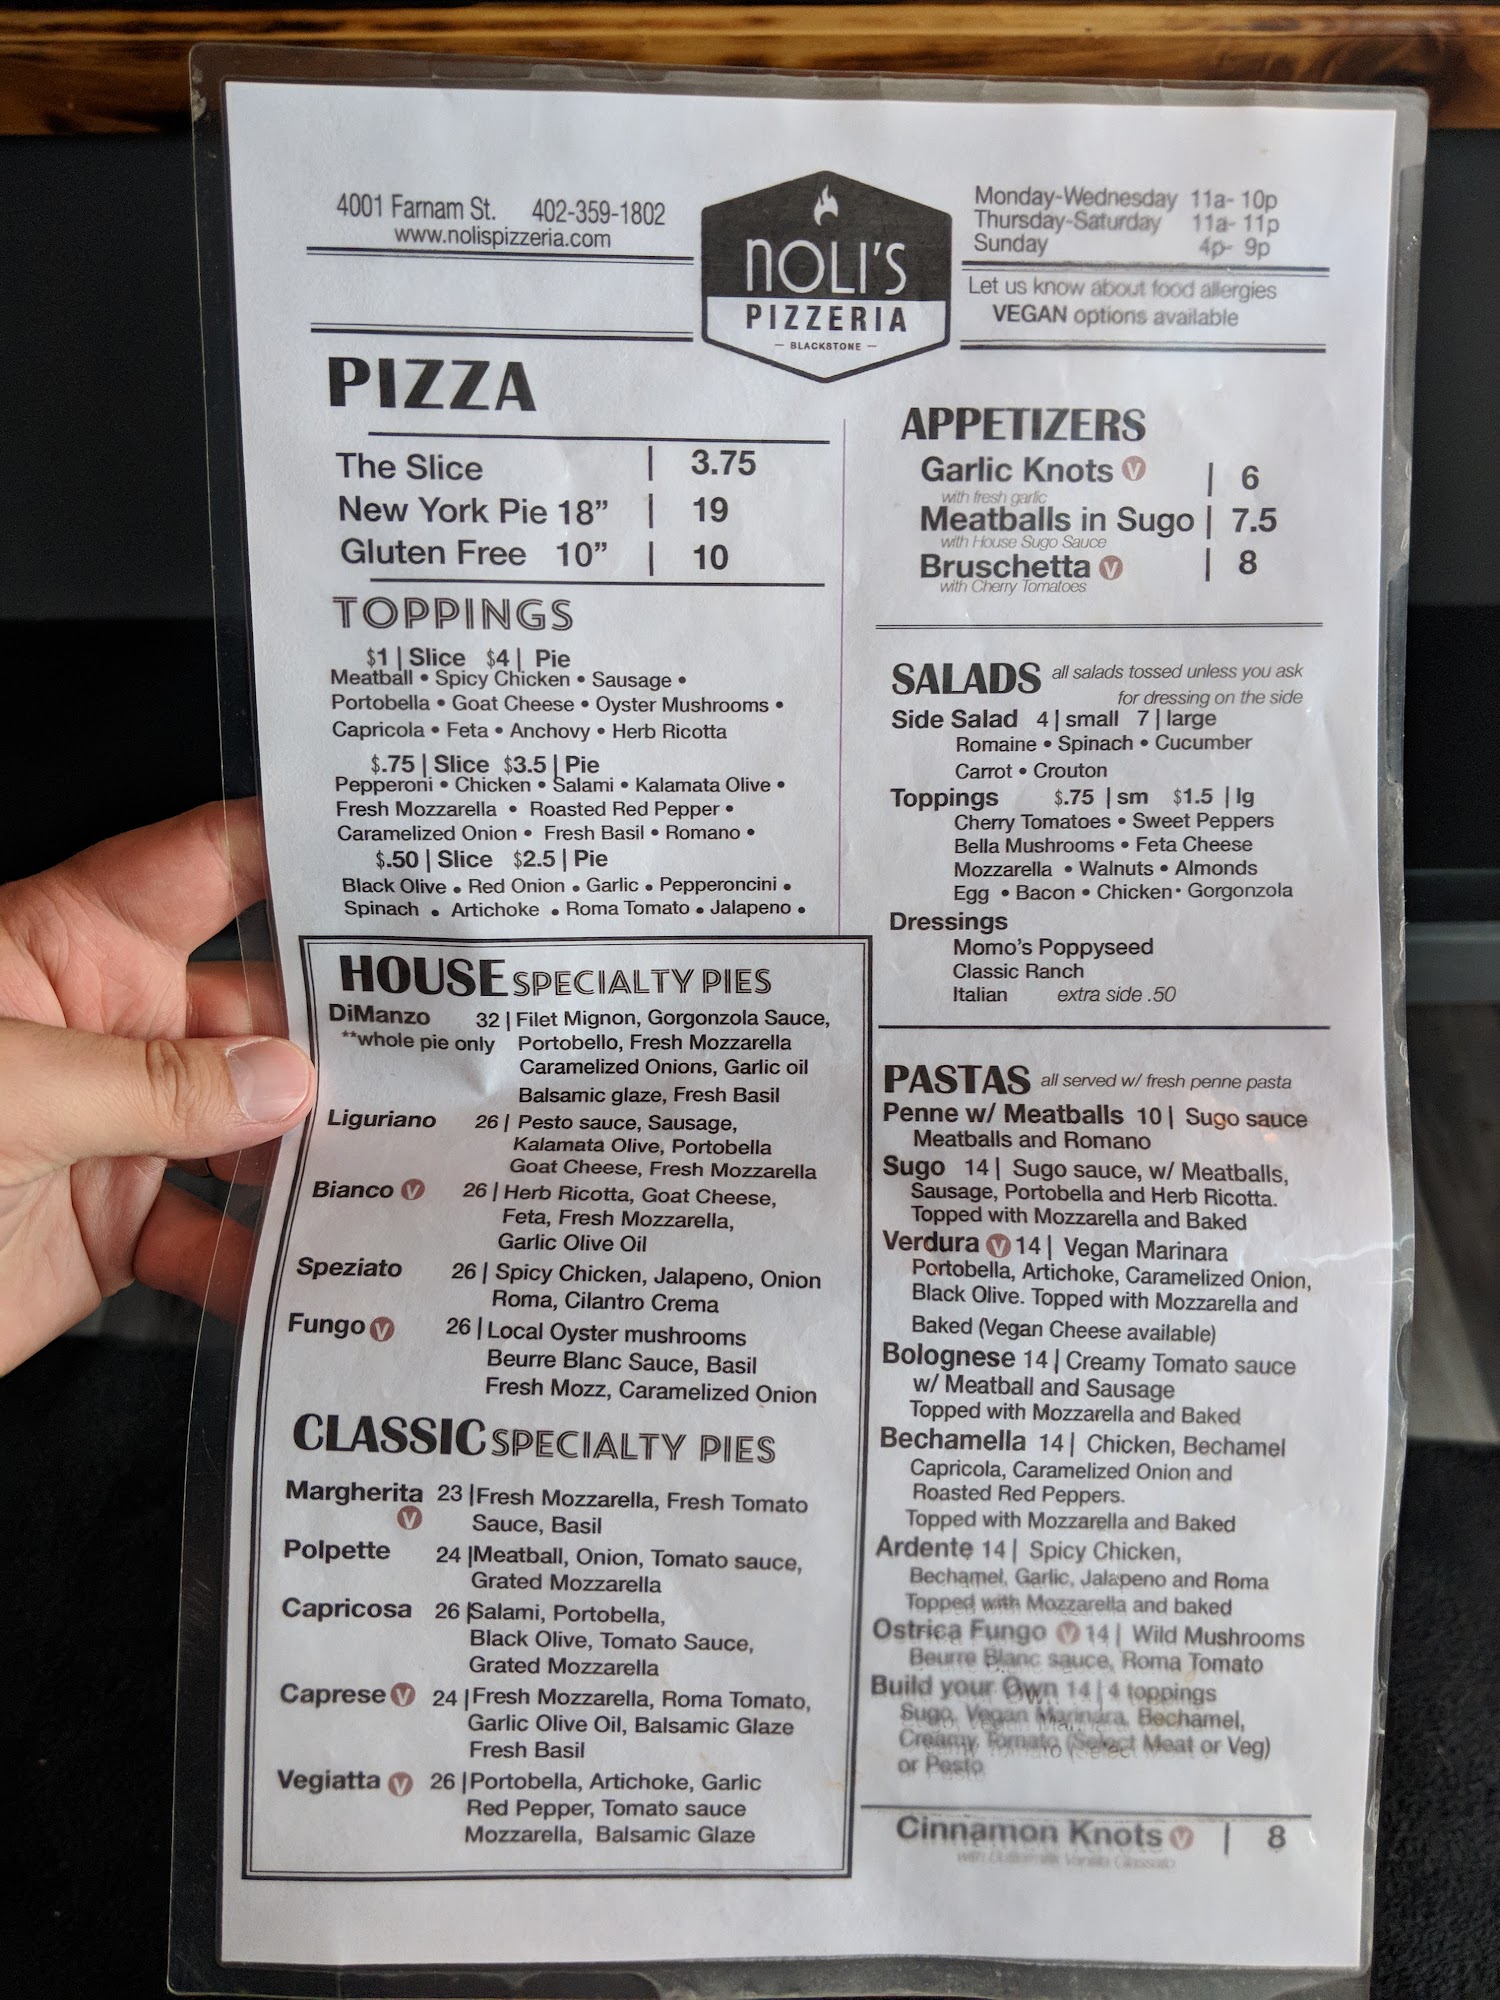 4001 Farnam St. 402-359-1802
www.nolispizzeria.com
NOLI'S
PIZZERIA
— BLACKSTONE —
Monday-Wednesday 11a- 10p
Thursday-Saturday 11a- 11p
Sunday 4p- 9p
Let us know about food allergies
VEGAN options available
PIZZA
The Slice | 3.75
New York Pie 18” | 19
Gluten Free 10” | 10
TOPPINGS
$1 | Slice $4 | Pie
Meatball • Spicy Chicken • Sausage •
Portobella • Goat Cheese • Oyster Mushrooms •
Capricola • Feta • Anchovy • Herb Ricotta
$.75 | Slice $3.5 | Pie
Pepperoni • Chicken • Salami • Kalamata Olive •
Fresh Mozzarella • Roasted Red Pepper •
Caramelized Onion • Fresh Basil • Romano •
$.50 | Slice $2.5 | Pie
Black Olive • Red Onion • Garlic • Pepperoncini •
Spinach • Artichoke • Roma Tomato • Jalapeno •
HOUSE SPECIALTY PIES
DiManzo 32 | Filet Mignon, Gorgonzola Sauce,
**whole pie only Portobello, Fresh Mozzarella
Caramelized Onions, Garlic oil
Balsamic glaze, Fresh Basil
Liguriano 26 | Pesto sauce, Sausage,
Kalamata Olive, Portobella
Goat Cheese, Fresh Mozzarella
Bianco V 26 | Herb Ricotta, Goat Cheese,
Feta, Fresh Mozzarella,
Garlic Olive Oil
Speziato 26 | Spicy Chicken, Jalapeno, Onion
Roma, Cilantro Crema
Fungo V 26 | Local Oyster mushrooms
Beurre Blanc Sauce, Basil
Fresh Mozz, Caramelized Onion
CLASSIC SPECIALTY PIES
Margherita 23 | Fresh Mozzarella, Fresh Tomato
V Sauce, Basil
Polpette 24 | Meatball, Onion, Tomato sauce,
Grated Mozzarella
Capricosa 26 | Salami, Portobella,
Black Olive, Tomato Sauce,
Grated Mozzarella
Caprese V 24 | Fresh Mozzarella, Roma Tomato,
Garlic Olive Oil, Balsamic Glaze
Fresh Basil
Vegiatta V 26 | Portobella, Artichoke, Garlic
Red Pepper, Tomato sauce
Mozzarella, Balsamic Glaze
APPETIZERS
Garlic Knots V | 6
with fresh garlic
Meatballs in Sugo | 7.5
with House Sugo Sauce
Bruschetta V | 8
with Cherry Tomatoes
SALADS all salads tossed unless you ask
for dressing on the side
Side Salad 4 | small 7 | large
Romaine • Spinach • Cucumber
Carrot • Crouton
Toppings $.75 | sm $1.5 | lg
Cherry Tomatoes • Sweet Peppers
Bella Mushrooms • Feta Cheese
Mozzarella • Walnuts • Almonds
Egg • Bacon • Chicken • Gorgonzola
Dressings
Momo's Poppyseed
Classic Ranch
Italian extra side .50
PASTAS all served w/ fresh penne pasta
Penne w/ Meatballs 10 | Sugo sauce
Meatballs and Romano
Sugo 14 | Sugo sauce, w/ Meatballs,
Sausage, Portobella and Herb Ricotta.
Topped with Mozzarella and Baked
Verdura V 14 | Vegan Marinara
Portobella, Artichoke, Caramelized Onion,
Black Olive. Topped with Mozzarella and
Baked (Vegan Cheese available)
Bolognese 14 | Creamy Tomato sauce
w/ Meatball and Sausage
Topped with Mozzarella and Baked
Bechamella 14 | Chicken, Bechamel
Capricola, Caramelized Onion and
Roasted Red Peppers.
Topped with Mozzarella and Baked
Ardente 14 | Spicy Chicken,
Bechamel, Garlic, Jalapeno and Roma
Topped with Mozzarella and baked
Ostrica Fungo V 14 | Wild Mushrooms
Beurre Blanc sauce, Roma Tomato
Build your Own 14 | 4 toppings
Sugo, Vegan Marinara, Bechamel,
Creamy Tomato (Select Meat or Veg)
or Pesto
Cinnamon Knots V | 8
with Vanilla